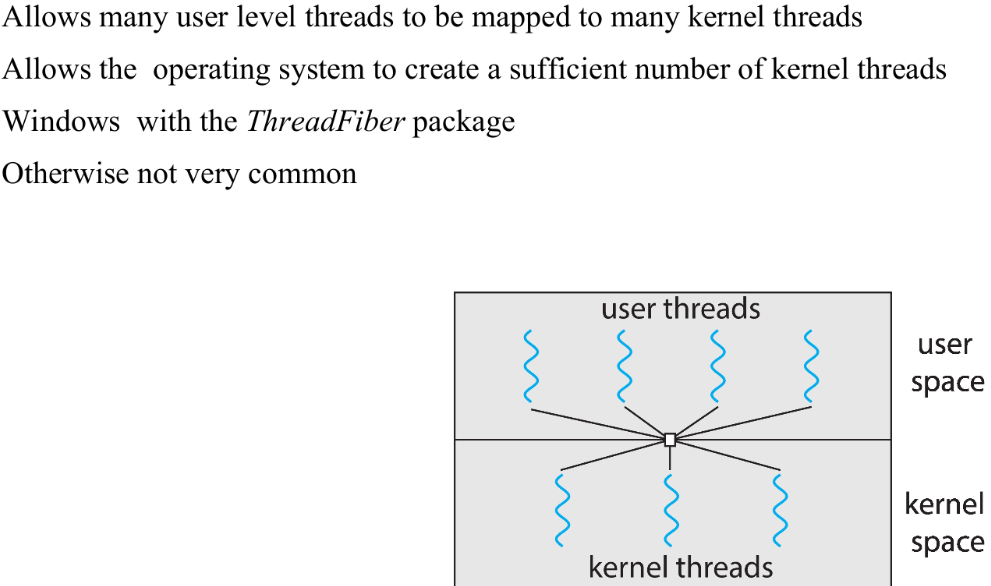 Allows many user level threads to be mapped to many kernel threads
Allows the  operating system to create a sufficient number of kernel threads
Windows  with the ThreadFiber package
Otherwise not very common
user threads
user
space
kernel
space
kernel threads